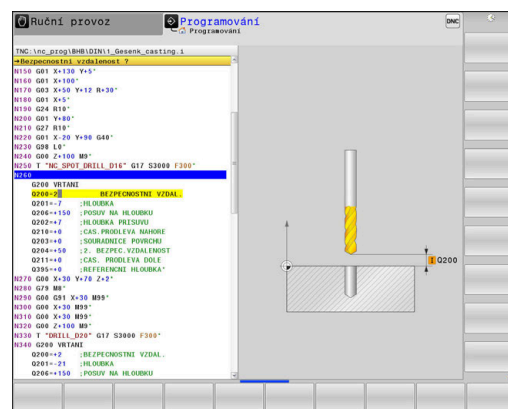 Ruční provoz
Programování
Programování
DNC
TNC:\nc_prog\BHB\DIN\1_Gesenk_casting.i
→Bezpecnostni vzdalenost ?
N150 G01 X+130 Y+5*
N160 G01 X+100*
N170 G03 X+50 Y+12 R+30*
N180 G01 X+5*
N190 G24 R10*
N200 G01 Y+80*
N210 G27 R10*
N220 G01 X-20 Y+90 G40*
N230 G98 L0*
N240 G00 Z+100 M9*
N250 T "NC_SPOT_DRILL_D16" G17 S3000 F300*
N260
G200 VRTANI
Q200=2 BEZPECNOSTNI VZDAL.
Q201=-7 ;HLOUBKA
Q206=+150 ;POSUV NA HLOUBKU
Q202=+7 ;HLOUBKA PRISUVU
Q210=+0 ;CAS.PRODLEVA NAHORE
Q203=+0 ;SOURADNICE POVRCHU
Q204=+50 ;2. BEZPEC.VZDALENOST
Q211=+0 ;CAS. PRODLEVA DOLE
Q395=+0 ;REFERENCNI HLOUBKA*
N270 G00 X+30 Y+70 Z+2*
N280 G79 M8*
N290 G00 G91 X+30 M99*
N300 G00 X+30 M99*
N310 G00 X+30 M99*
N320 G00 Z+100 M9*
N330 T "DRILL_D20" G17 S3000 F300*
N340 G200 VRTANI
Q200=+2 ;BEZPECNOSTNI VZDAL.
Q201=-21 ;HLOUBKA
Q206=+150 ;POSUV NA HLOUBKU
Q200